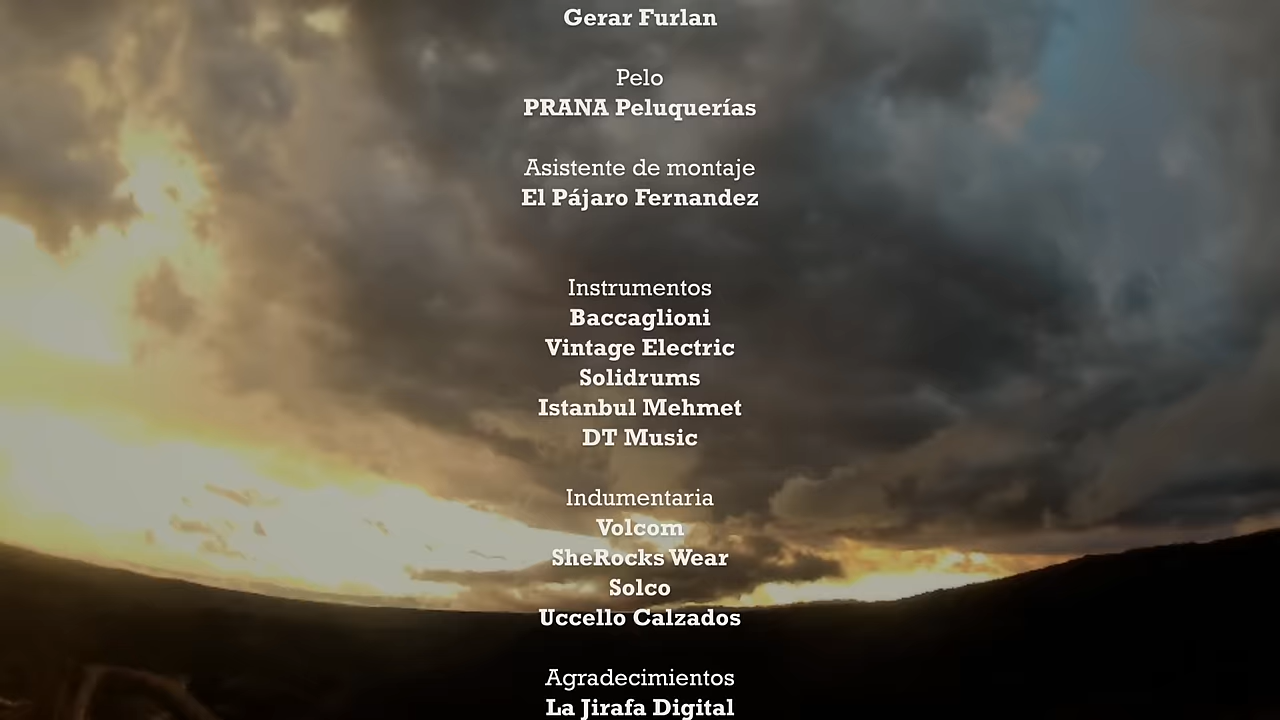 Gerar Furlan
Pelo
PRANA Peluquerías
Asistente de montaje
El Pájaro Fernandez
Instrumentos
Baccaglioni
Vintage Electric
Solidrums
Istanbul Mehmet
DT Music
Indumentaria
Volcom
SheRocks Wear
Solco
Uccello Calzados
Agradecimientos
La Jirafa Digital